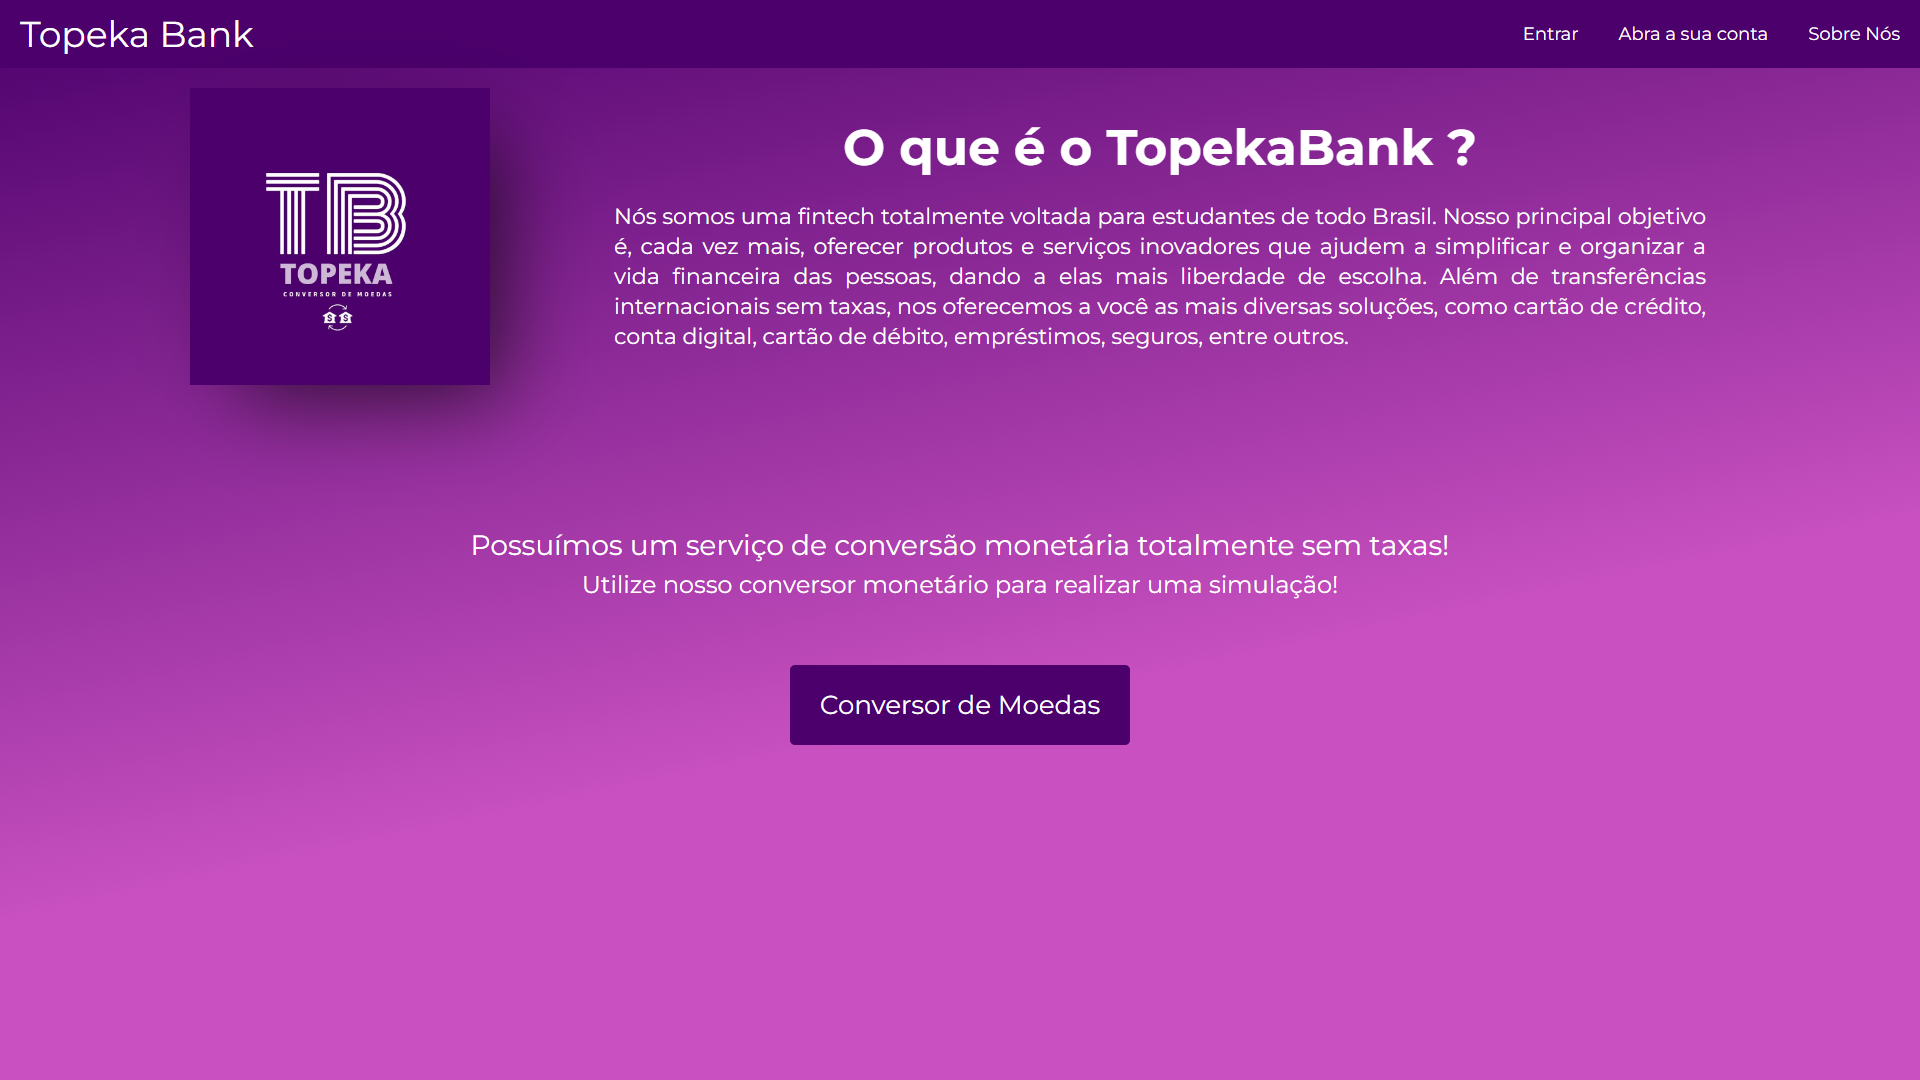 Topeka Bank
Entrar
Abra a sua conta
Sobre Nós
TB
TOPEKA
CONVERSOR DE MOEDAS
$ $
O que é o TopekaBank ?
Nós somos uma fintech totalmente voltada para estudantes de todo Brasil. Nosso principal objetivo
é, cada vez mais, oferecer produtos e serviços inovadores que ajudem a simplificar e organizar a
vida financeira das pessoas, dando a elas mais liberdade de escolha. Além de transferências
internacionais sem taxas, nos oferecemos a você as mais diversas soluções, como cartão de crédito,
conta digital, cartão de débito, empréstimos, seguros, entre outros.
Possuímos um serviço de conversão monetária totalmente sem taxas!
Utilize nosso conversor monetário para realizar uma simulação!
Conversor de Moedas